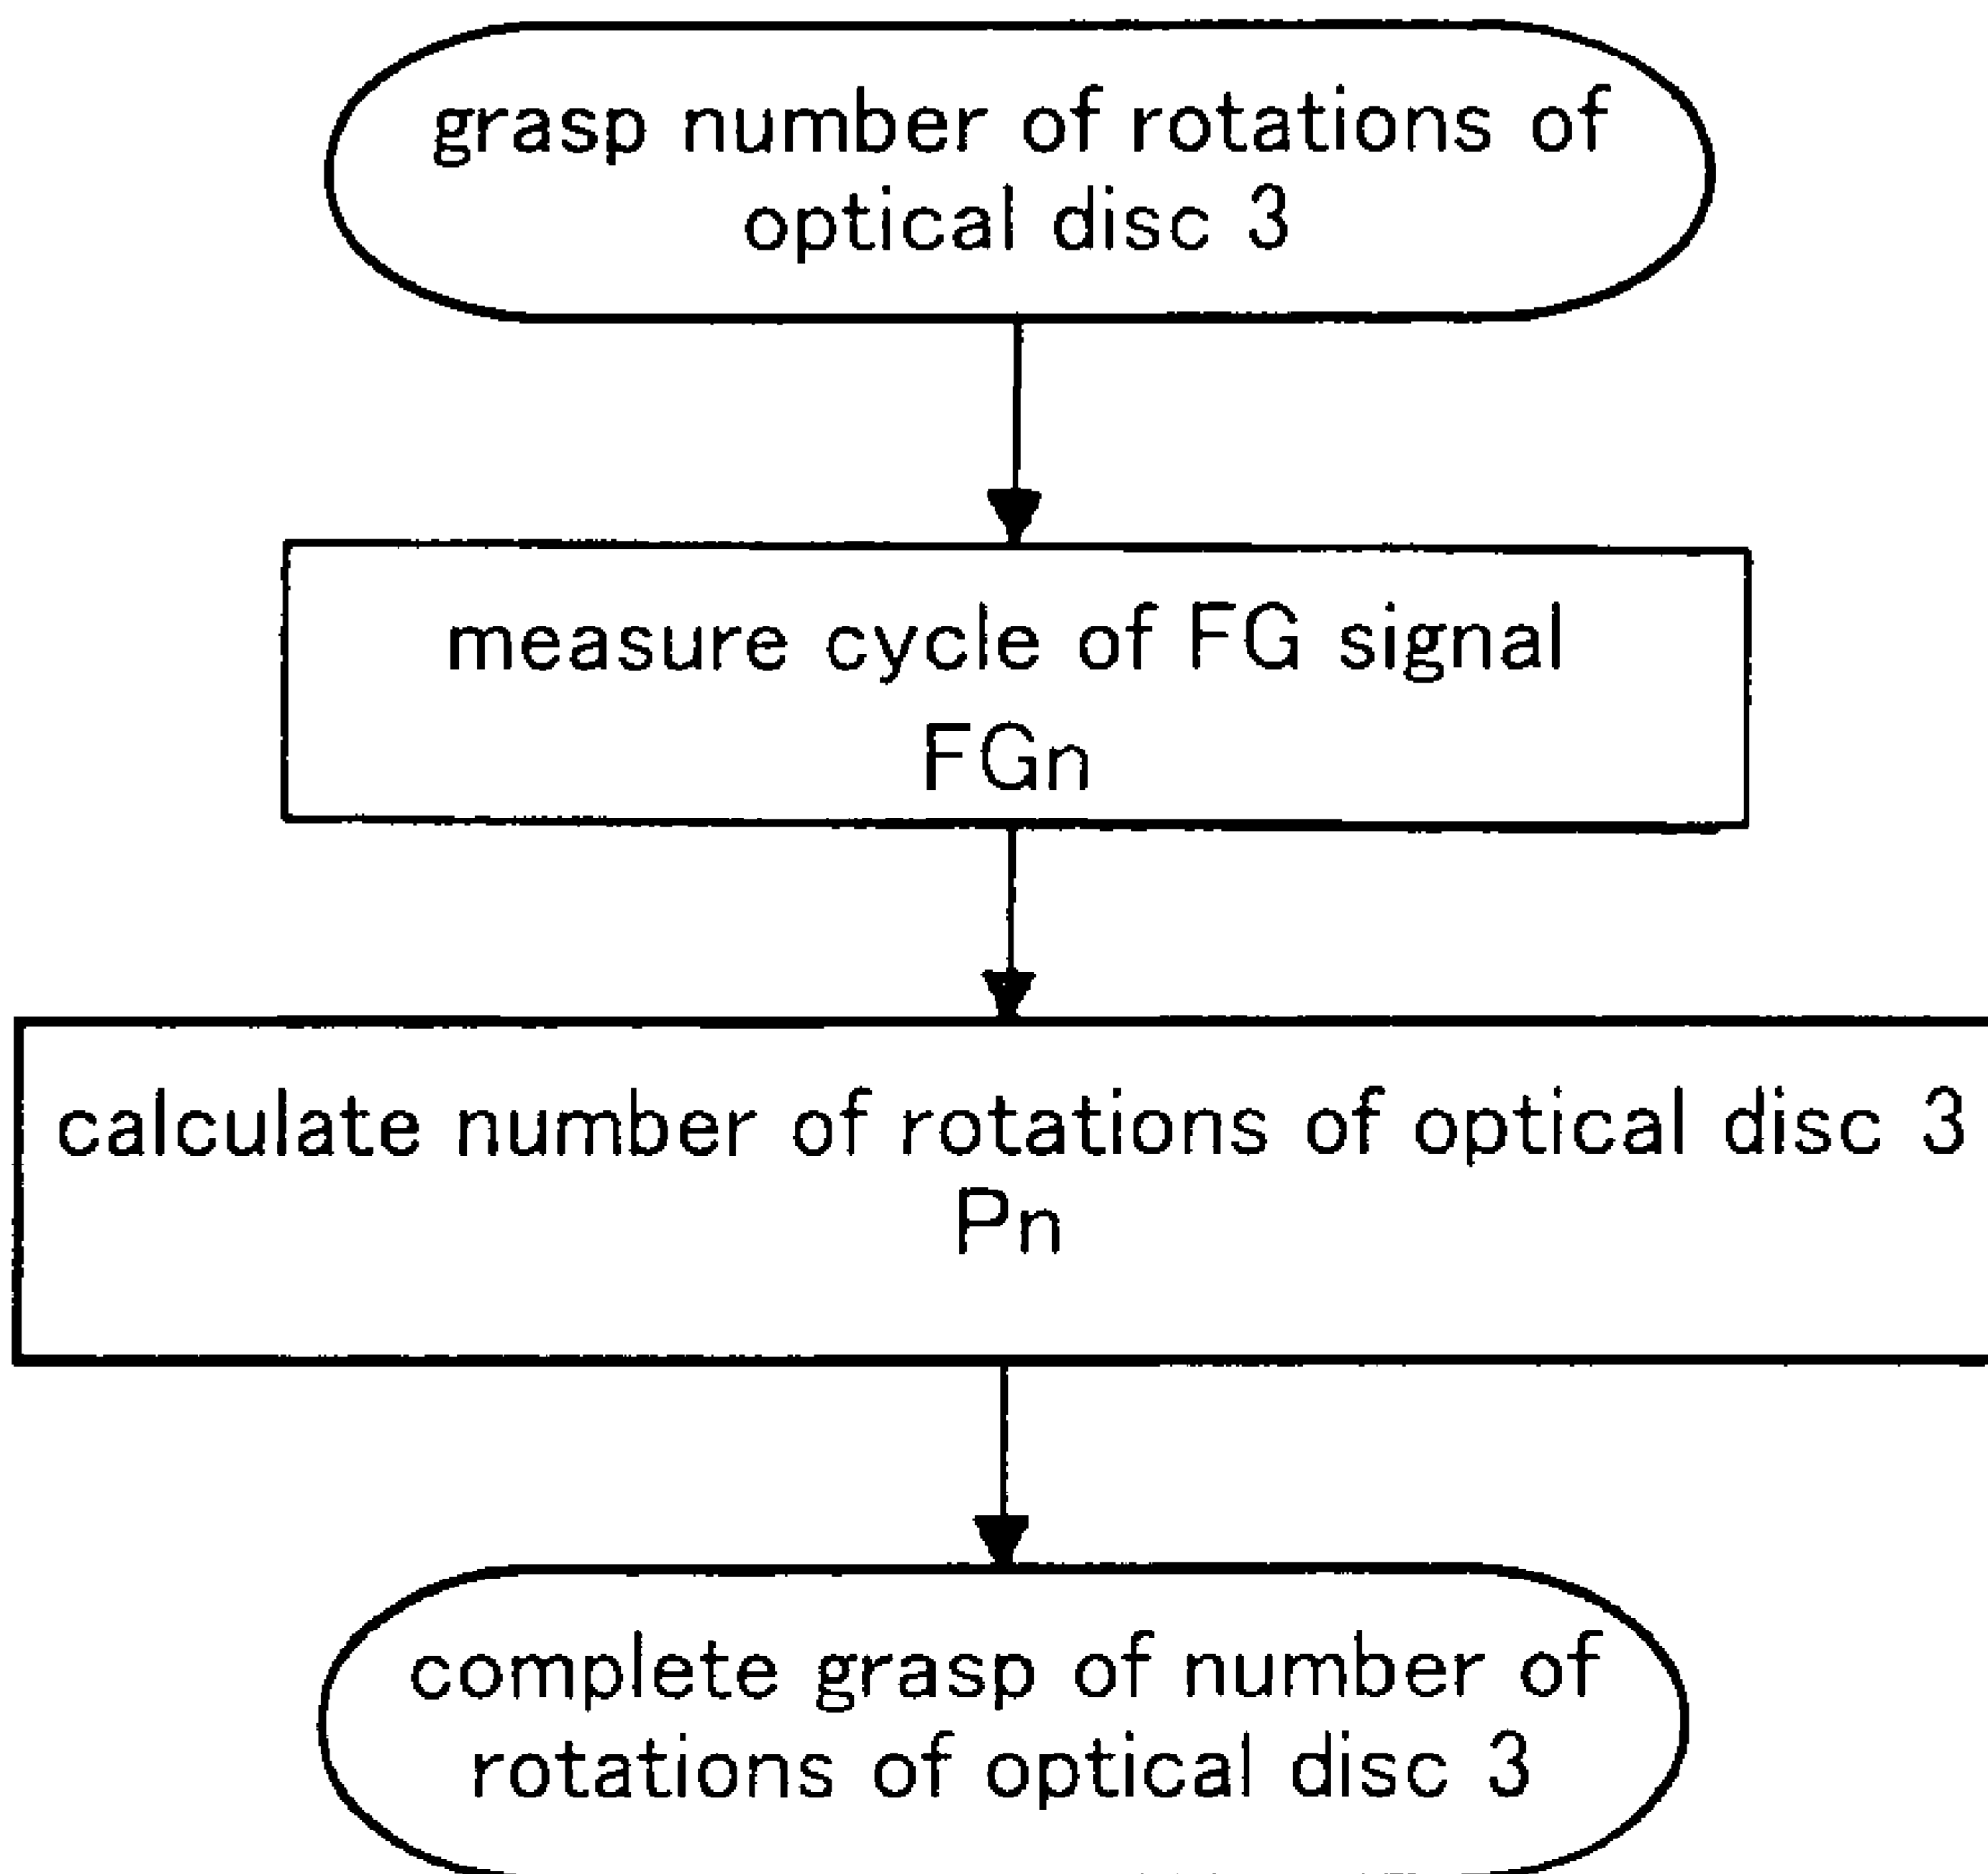 grasp number of rotations of
optical disc 3
measure cycle of FG signal
FGn
calculate number of rotations of optical disc 3
Pn
complete grasp of number of
rotations of optical disc 3